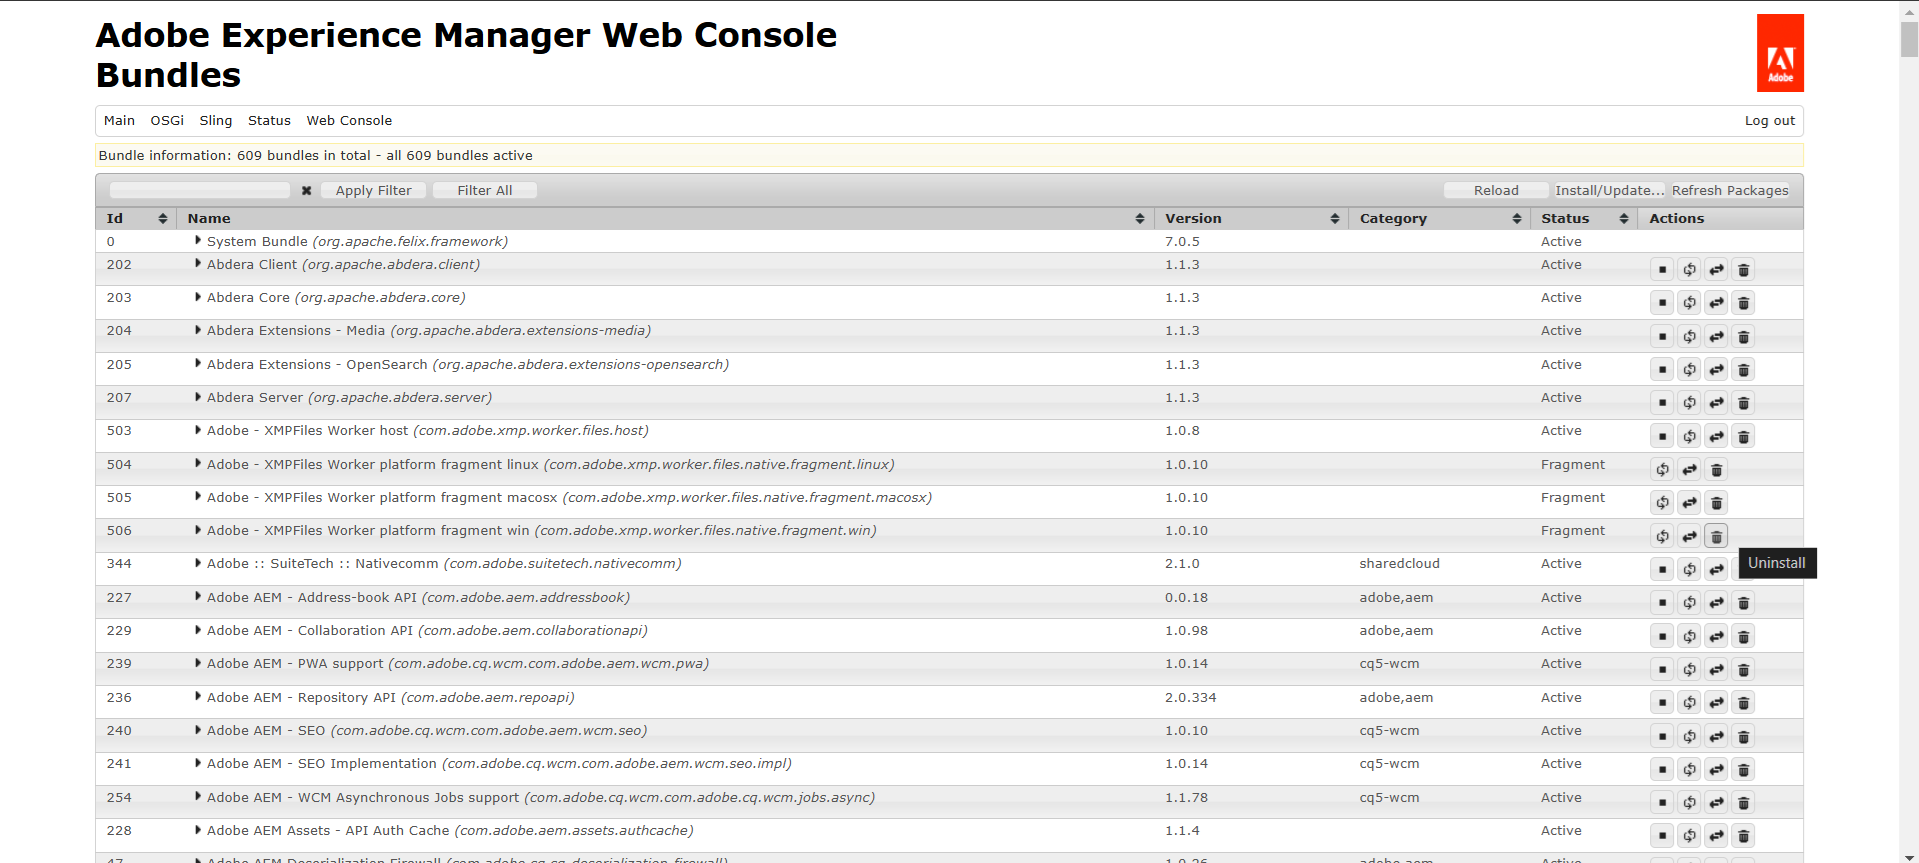 Adobe Experience Manager Web Console
Bundles
Adobe
Main OSGi Sling Status Web Console Log out
Bundle information: 609 bundles in total - all 609 bundles active
Apply Filter Filter All Reload Install/Update... Refresh Packages
Id Name Version Category Status Actions
0 System Bundle (org.apache.felix.framework) 7.0.5 Active
202 Abdera Client (org.apache.abdera.client) 1.1.3 Active
203 Abdera Core (org.apache.abdera.core) 1.1.3 Active
204 Abdera Extensions - Media (org.apache.abdera.extensions-media) 1.1.3 Active
205 Abdera Extensions - OpenSearch (org.apache.abdera.extensions-opensearch) 1.1.3 Active
207 Abdera Server (org.apache.abdera.server) 1.1.3 Active
503 Adobe - XMPFiles Worker host (com.adobe.xmp.worker.files.host) 1.0.8 Active
504 Adobe - XMPFiles Worker platform fragment linux (com.adobe.xmp.worker.files.native.fragment.linux) 1.0.10 Fragment
505 Adobe - XMPFiles Worker platform fragment macosx (com.adobe.xmp.worker.files.native.fragment.macosx) 1.0.10 Fragment
506 Adobe - XMPFiles Worker platform fragment win (com.adobe.xmp.worker.files.native.fragment.win) 1.0.10 Fragment
Uninstall
344 Adobe :: SuiteTech :: Nativecomm (com.adobe.suitetech.nativecomm) 2.1.0 sharedcloud Active
227 Adobe AEM - Address-book API (com.adobe.aem.addressbook) 0.0.18 adobe,aem Active
229 Adobe AEM - Collaboration API (com.adobe.aem.collaborationapi) 1.0.98 adobe,aem Active
239 Adobe AEM - PWA support (com.adobe.cq.wcm.com.adobe.aem.wcm.pwa) 1.0.14 cq5-wcm Active
236 Adobe AEM - Repository API (com.adobe.aem.repoapi) 2.0.334 adobe,aem Active
240 Adobe AEM - SEO (com.adobe.cq.wcm.com.adobe.aem.wcm.seo) 1.0.10 cq5-wcm Active
241 Adobe AEM - SEO Implementation (com.adobe.cq.wcm.com.adobe.aem.wcm.seo.impl) 1.0.14 cq5-wcm Active
254 Adobe AEM - WCM Asynchronous Jobs support (com.adobe.cq.wcm.com.adobe.cq.wcm.jobs.async) 1.1.78 cq5-wcm Active
228 Adobe AEM Assets - API Auth Cache (com.adobe.aem.assets.authcache) 1.1.4 Active
47 Adobe AEM Deserialization Firewall (com.adobe.cq.cq-deserialization-firewall) 1.0.26 adobe,aem Active